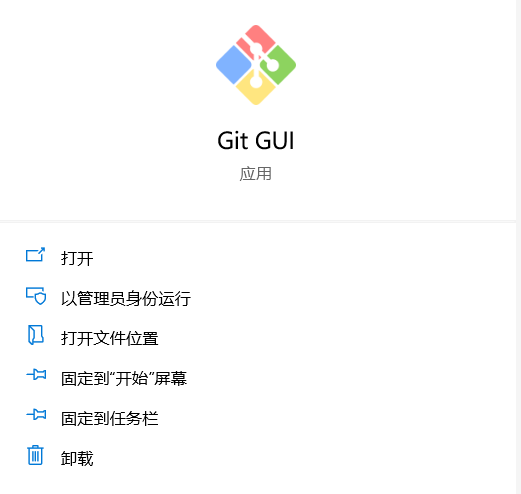 Git GUI
应用
打开
以管理员身份运行
打开文件位置
固定到“开始”屏幕
固定到任务栏
卸载